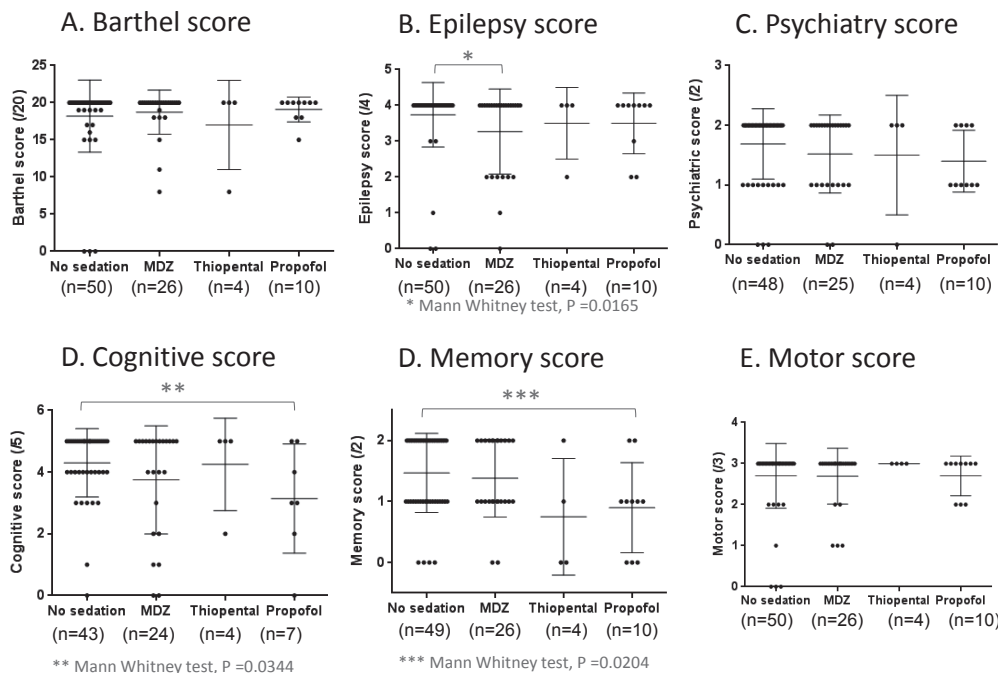 A. Barthel score
B. Epilepsy score
C. Psychiatry score
Barthel score (/20)
25
20
15
10
5
0
No sedation MDZ Thiopental Propofol
(n=50) (n=26) (n=4) (n=10)
Epilepsy score (/4)
5
4
3
2
1
0
*
No sedation MDZ Thiopental Propofol
(n=50) (n=26) (n=4) (n=10)
* Mann Whitney test, P =0.0165
Psychiatric score (/2)
3
2
1
0
No sedation MDZ Thiopental Propofol
(n=48) (n=25) (n=4) (n=10)
D. Cognitive score
D. Memory score
E. Motor score
Cognitive score (/5)
6
4
2
0
**
No sedation MDZ Thiopental Propofol
(n=43) (n=24) (n=4) (n=7)
** Mann Whitney test, P =0.0344
Memory score (/2)
2
1
0
***
No sedation MDZ Thiopental Propofol
(n=49) (n=26) (n=4) (n=10)
*** Mann Whitney test, P =0.0204
Motor score (/3)
4
3
2
1
0
No sedation MDZ Thiopental Propofol
(n=50) (n=26) (n=4) (n=10)